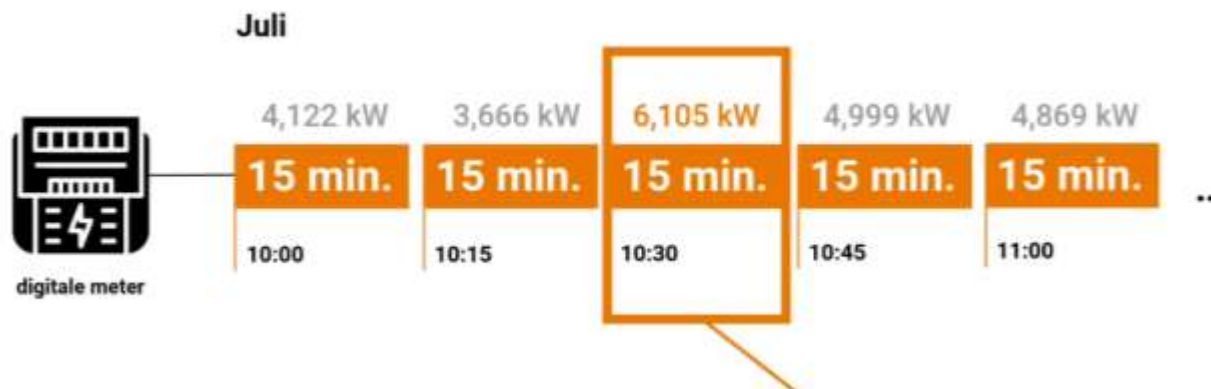 Juli
4,122 kW 3,666 kW 6,105 kW 4,999 kW 4,869 kW
15 min. 15 min. 15 min. 15 min. 15 min.
10:00 10:15 10:30 10:45 11:00
digitale meter
..